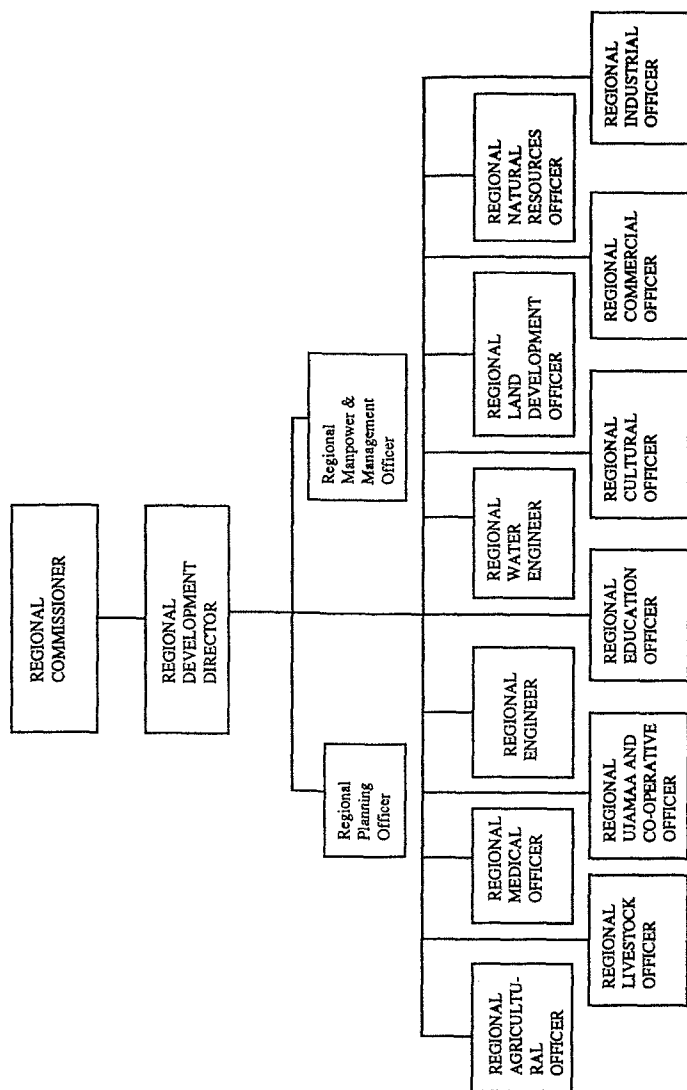 REGIONAL
COMMISSIONER
REGIONAL
DEVELOPMENT
DIRECTOR
Regional
Planning
Officer
Regional
Manpower &
Management
Officer
REGIONAL
AGRICULTU-
RAL
OFFICER
REGIONAL
MEDICAL
OFFICER
REGIONAL
ENGINEER
REGIONAL
WATER
ENGINEER
REGIONAL
LAND
DEVELOPMENT
OFFICER
REGIONAL
NATURAL
RESOURCES
OFFICER
REGIONAL
LIVESTOCK
OFFICER
REGIONAL
UJAMAA AND
CO-OPERATIVE
OFFICER
REGIONAL
EDUCATION
OFFICER
REGIONAL
CULTURAL
OFFICER
REGIONAL
COMMERCIAL
OFFICER
REGIONAL
INDUSTRIAL
OFFICER